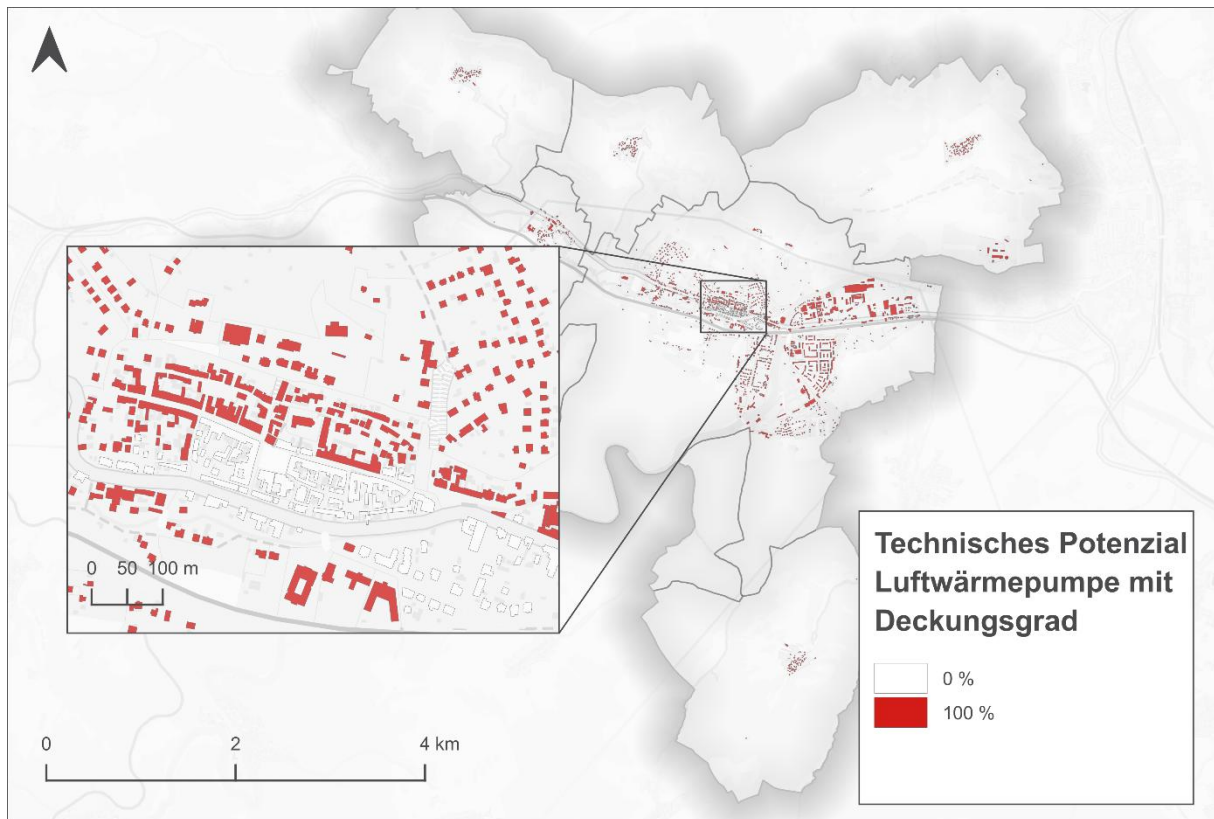 0 50 100 m
0 2 4 km
Technisches Potenzial
Luftwärmepumpe mit
Deckungsgrad
0 %
100 %